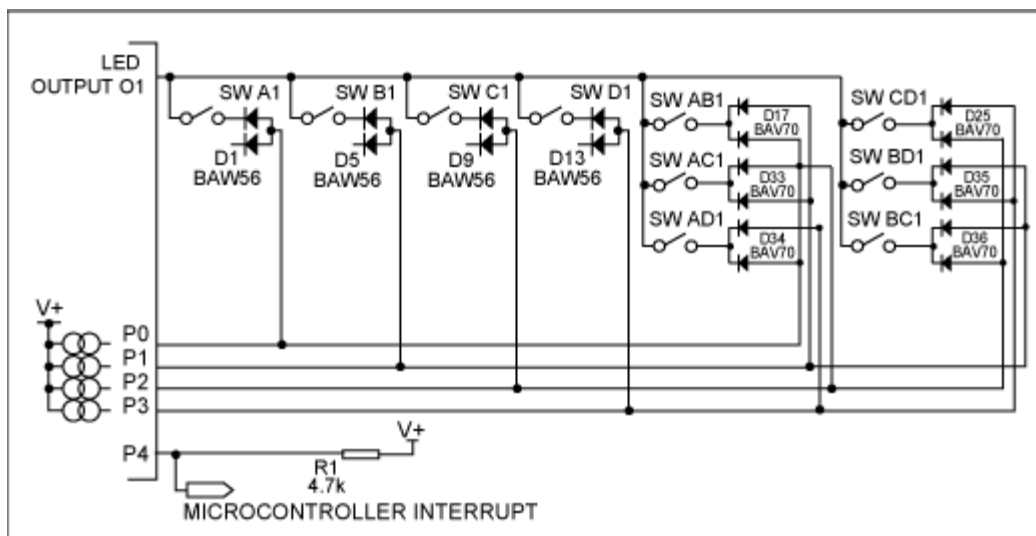 LED
OUTPUT O1
SW A1
SW B1
SW C1
SW D1
D1
BAW56
D5
BAW56
D9
BAW56
D13
BAW56
SW AB1
D17
BAV70
SW AC1
D33
BAV70
SW AD1
D34
BAV70
SW CD1
D25
BAV70
SW BD1
D35
BAV70
SW BC1
D36
BAV70
V+
P0
P1
P2
P3
P4
V+
R1
4.7k
MICROCONTROLLER INTERRUPT